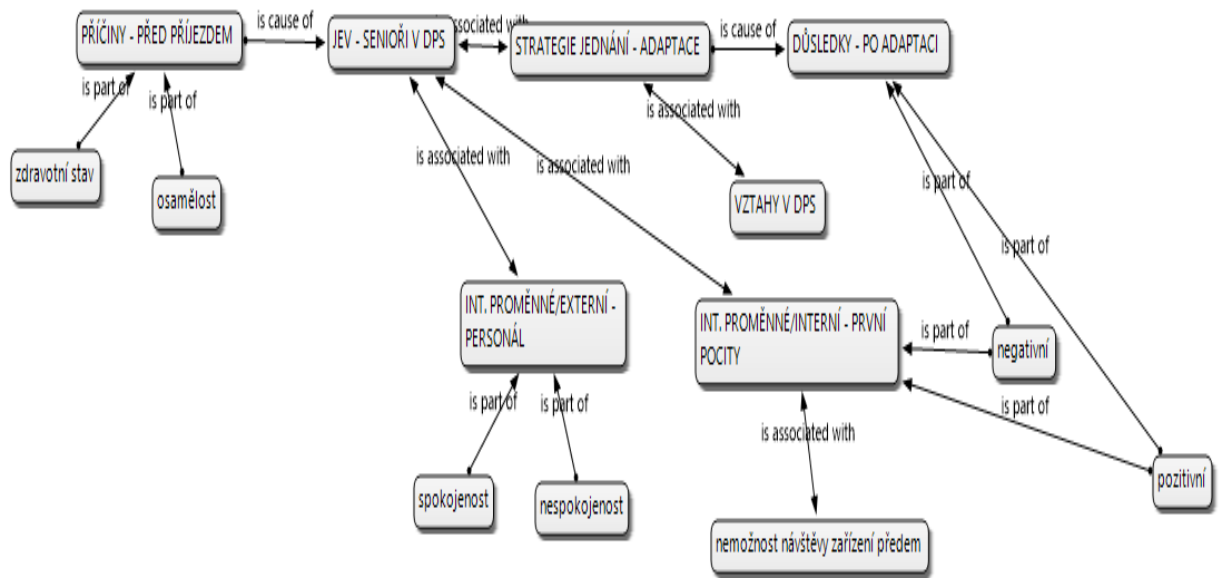 PŘÍČINY - PŘED PŘÍJEZDEM
is cause of
JEV - SENIOŘI V DPS
is associated with
STRATEGIE JEDNÁNÍ - ADAPTACE
is cause of
DŮSLEDKY - PO ADAPTACI
is part of
is part of
is associated with
zdravotní stav
osamělost
is associated with
is associated with
is part of
VZTAHY V DPS
is part of
INT. PROMĚNNÉ/EXTERNÍ -
PERSONÁL
INT. PROMĚNNÉ/INTERNÍ - PRVNÍ
POCITY
is part of
negativní
is part of
is part of
is part of
is associated with
pozitivní
spokojenost
nespokojenost
nemožnost návštěvy zařízení předem